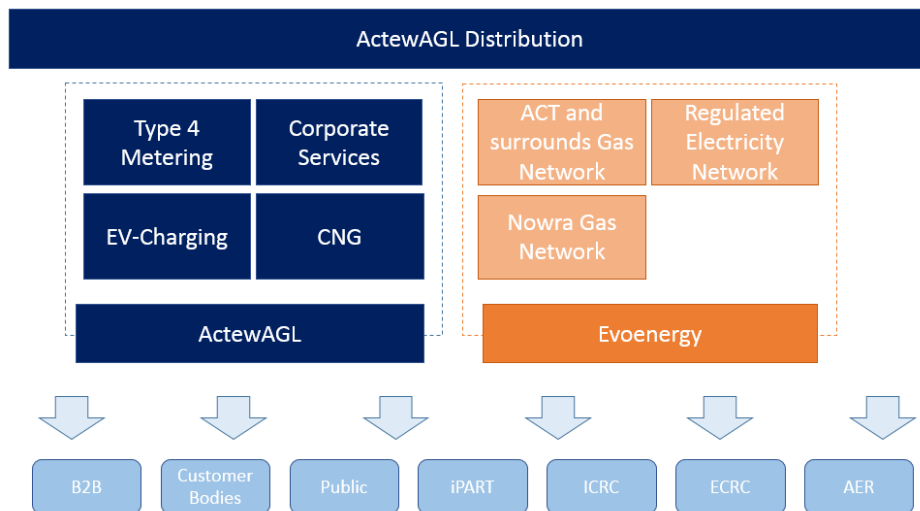 ActewAGL Distribution
Type 4
Metering
Corporate
Services
EV-Charging
CNG
ActewAGL
ACT and
surrounds Gas
Network
Regulated
Electricity
Network
Nowra Gas
Network
Evoenergy
B2B
Customer
Bodies
Public
iPART
ICRC
ECRC
AER